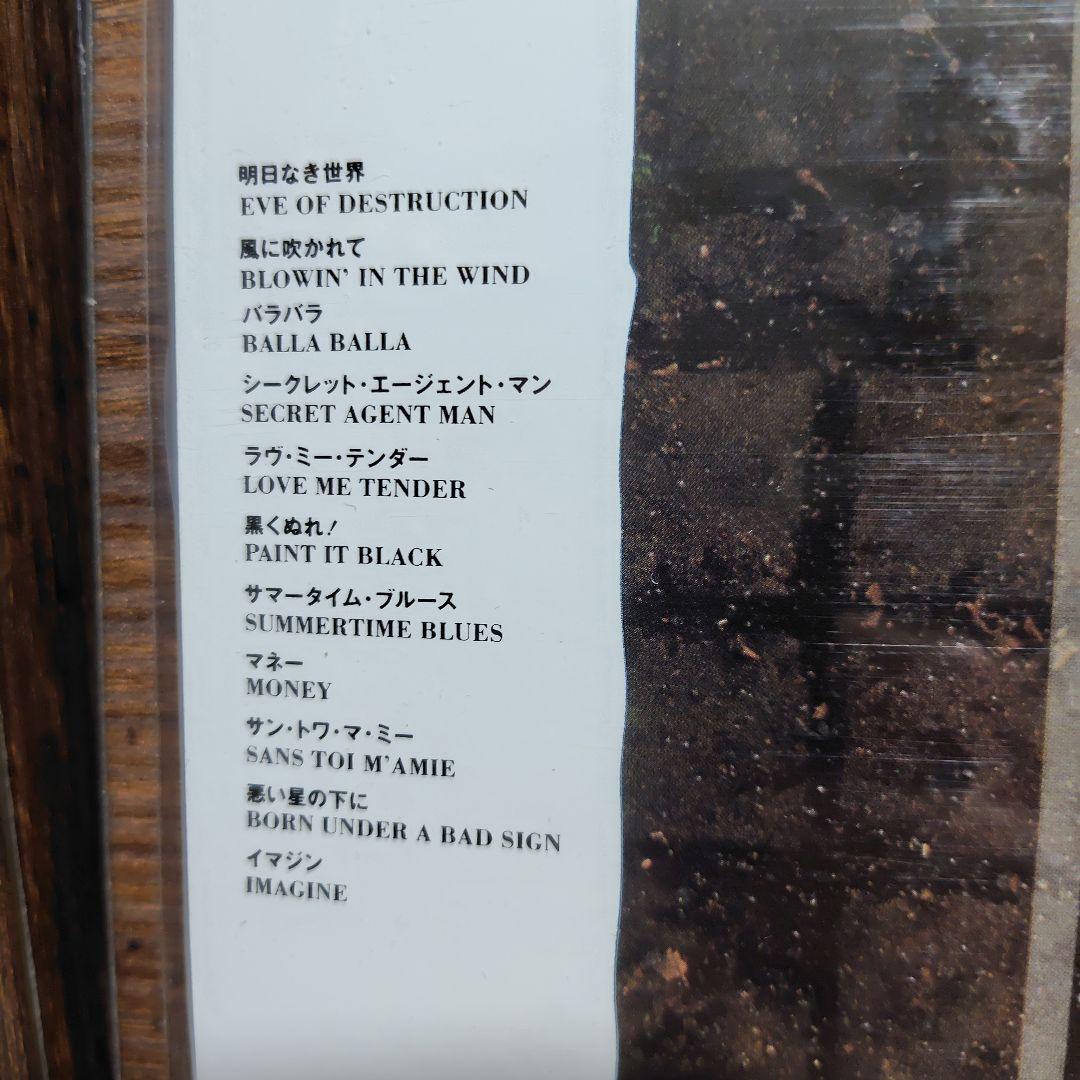 明日なき世界
EVE OF DESTRUCTION
風に吹かれて
BLOWIN' IN THE WIND
バラバラ
BALLA BALLA
シークレット・エージェント・マン
SECRET AGENT MAN
ラヴ・ミー・テンダー
LOVE ME TENDER
黒くぬれ！
PAINT IT BLACK
サマータイム・ブルース
SUMMERTIME BLUES
マネー
MONEY
サン・トワ・マ・ミー
SANS TOI M'AMIE
悪い星の下に
BORN UNDER A BAD SIGN
イマジン
IMAGINE